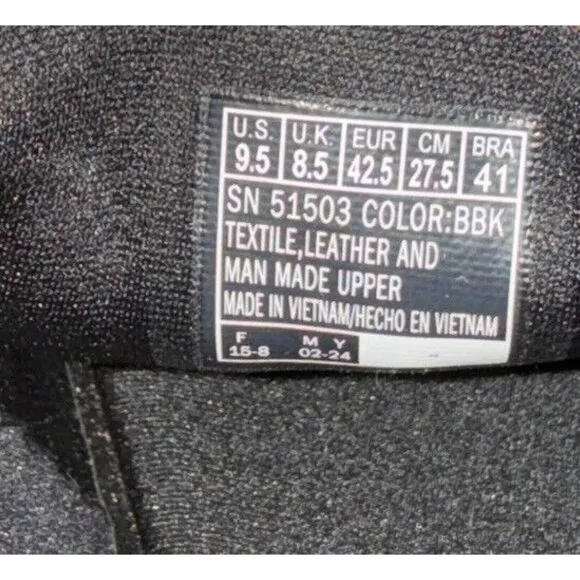 U.S. U.K. EUR CM BRA
9.5 8.5 42.5 27.5 41
SN 51503 COLOR:BBK
TEXTILE,LEATHER AND
MAN MADE UPPER
MADE IN VIETNAM/HECHO EN VIETNAM
F M Y
15-8 02-24